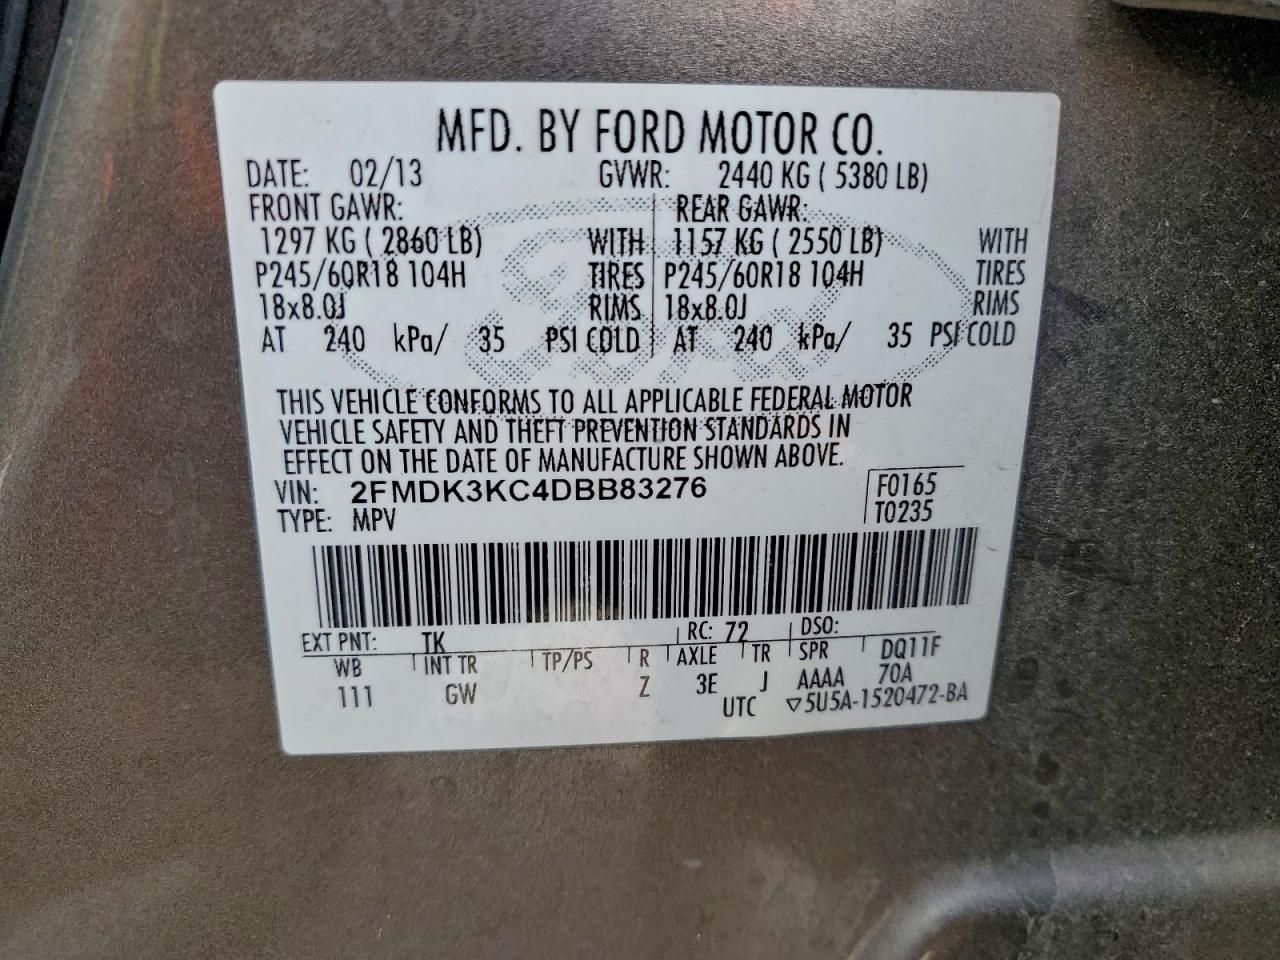 MFD. BY FORD MOTOR CO.
DATE: 02/13 GVWR: 2440 KG ( 5380 LB)
FRONT GAWR: REAR GAWR:
1297 KG ( 2860 LB) WITH 1157 KG ( 2550 LB) WITH
P245/60R18 104H TIRES P245/60R18 104H TIRES
18x8.0J RIMS 18x8.0J RIMS
AT 240 kPa/ 35 PSI COLD AT 240 kPa/ 35 PSI COLD
THIS VEHICLE CONFORMS TO ALL APPLICABLE FEDERAL MOTOR
VEHICLE SAFETY AND THEFT PREVENTION STANDARDS IN
EFFECT ON THE DATE OF MANUFACTURE SHOWN ABOVE.
VIN: 2FMDK3KC4DBB83276 F0165
TYPE: MPV T0235
EXT PNT: TK RC: 72 DSO:
WB INT TR TP/PS R AXLE TR SPR DQ11F
111 GW Z 3E J AAAA 70A
UTC ▽5U5A-1520472-BA